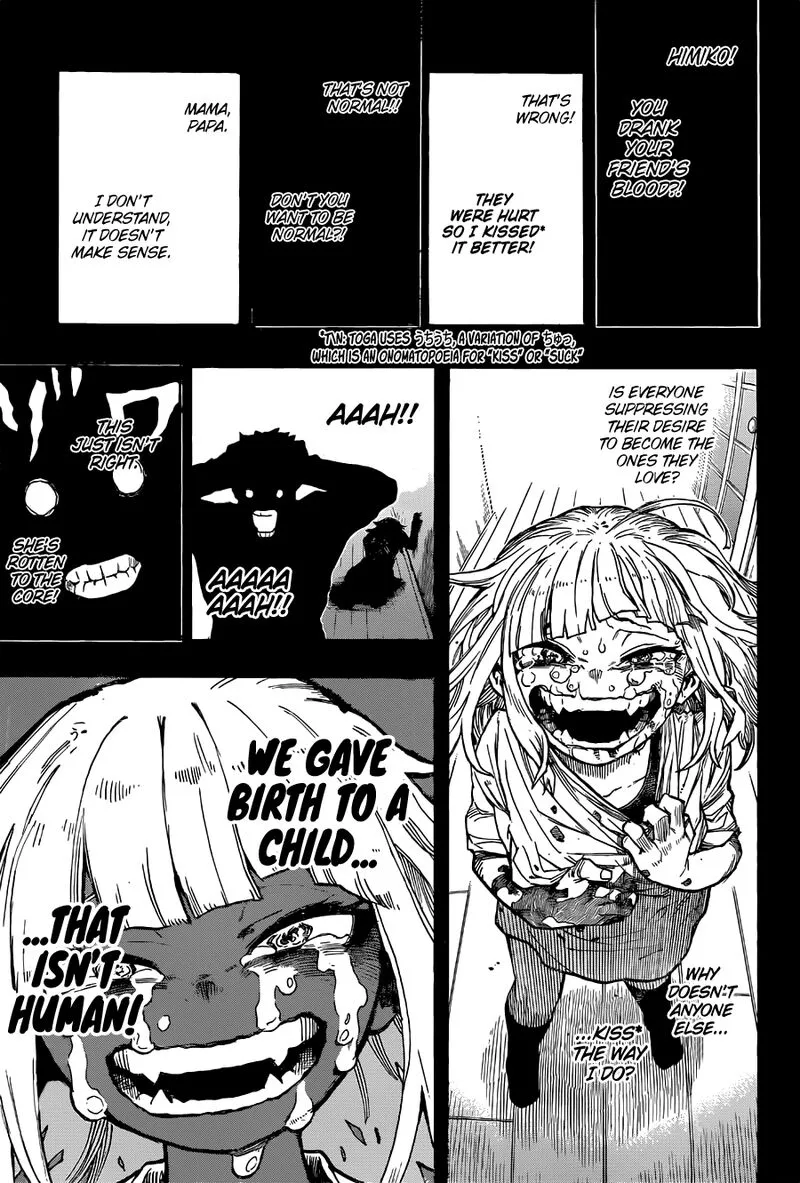 HIMIKO!
YOU
DRANK
YOUR
FRIEND'S
BLOOD?!
THAT'S
WRONG!
THEY
WERE HURT
SO I KISSED*
IT BETTER!
THAT'S NOT
NORMAL!!
DON'T YOU
WANT TO BE
NORMAL?!
MAMA,
PAPA.
I DON'T
UNDERSTAND,
IT DOESN'T
MAKE SENSE.
*T\N: TOGA USES うちうち, A VARIATION OF ちゅっ,
WHICH IS AN ONOMATOPOEIA FOR "KISS" OR "SUCK"
IS EVERYONE
SUPPRESSING
THEIR DESIRE
TO BECOME THE
ONES THEY
LOVE?
WHY
DOESN'T
ANYONE
ELSE...
...KISS*
THE WAY
I DO?
AAAH!!
AAAAA
AAAH!!
THIS
JUST ISN'T
RIGHT.
SHE'S
ROTTEN
TO THE
CORE!
WE GAVE
BIRTH TO A
CHILD...
...THAT
ISN'T
HUMAN!